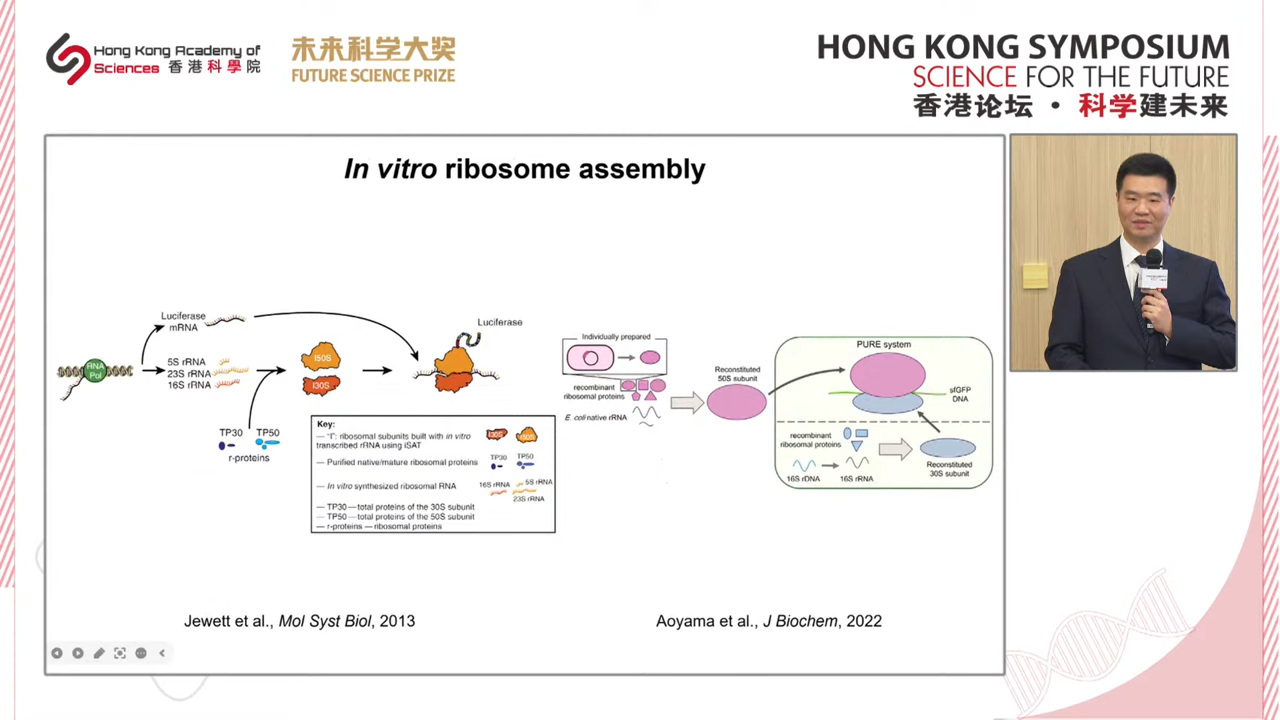 Hong Kong Academy of
Sciences 香港科學院
未来科学大奖
FUTURE SCIENCE PRIZE
HONG KONG SYMPOSIUM
SCIENCE FOR THE FUTURE
香港论坛 · 科学建未来
In vitro ribosome assembly
Luciferase
mRNA
Luciferase
RNA
Pol
5S rRNA
23S rRNA
16S rRNA
I50S
I30S
TP30
TP50
r-proteins
Key:
— "I": ribosomal subunits built with in vitro
transcribed rRNA using iSAT
I30S
I50S
— Purified native/mature ribosomal proteins
TP30
TP50
— In vitro synthesized ribosomal RNA
16S rRNA
5S rRNA
23S rRNA
— TP30—total proteins of the 30S subunit
— TP50—total proteins of the 50S subunit
— r-proteins—ribosomal proteins
Individually prepared
recombinant
ribosomal proteins
E. coli native rRNA
Reconstituted
50S subunit
PURE system
sfGFP
DNA
recombinant
ribosomal proteins
16S rDNA
16S rRNA
Reconstituted
30S subunit
Jewett et al., Mol Syst Biol, 2013
Aoyama et al., J Biochem, 2022